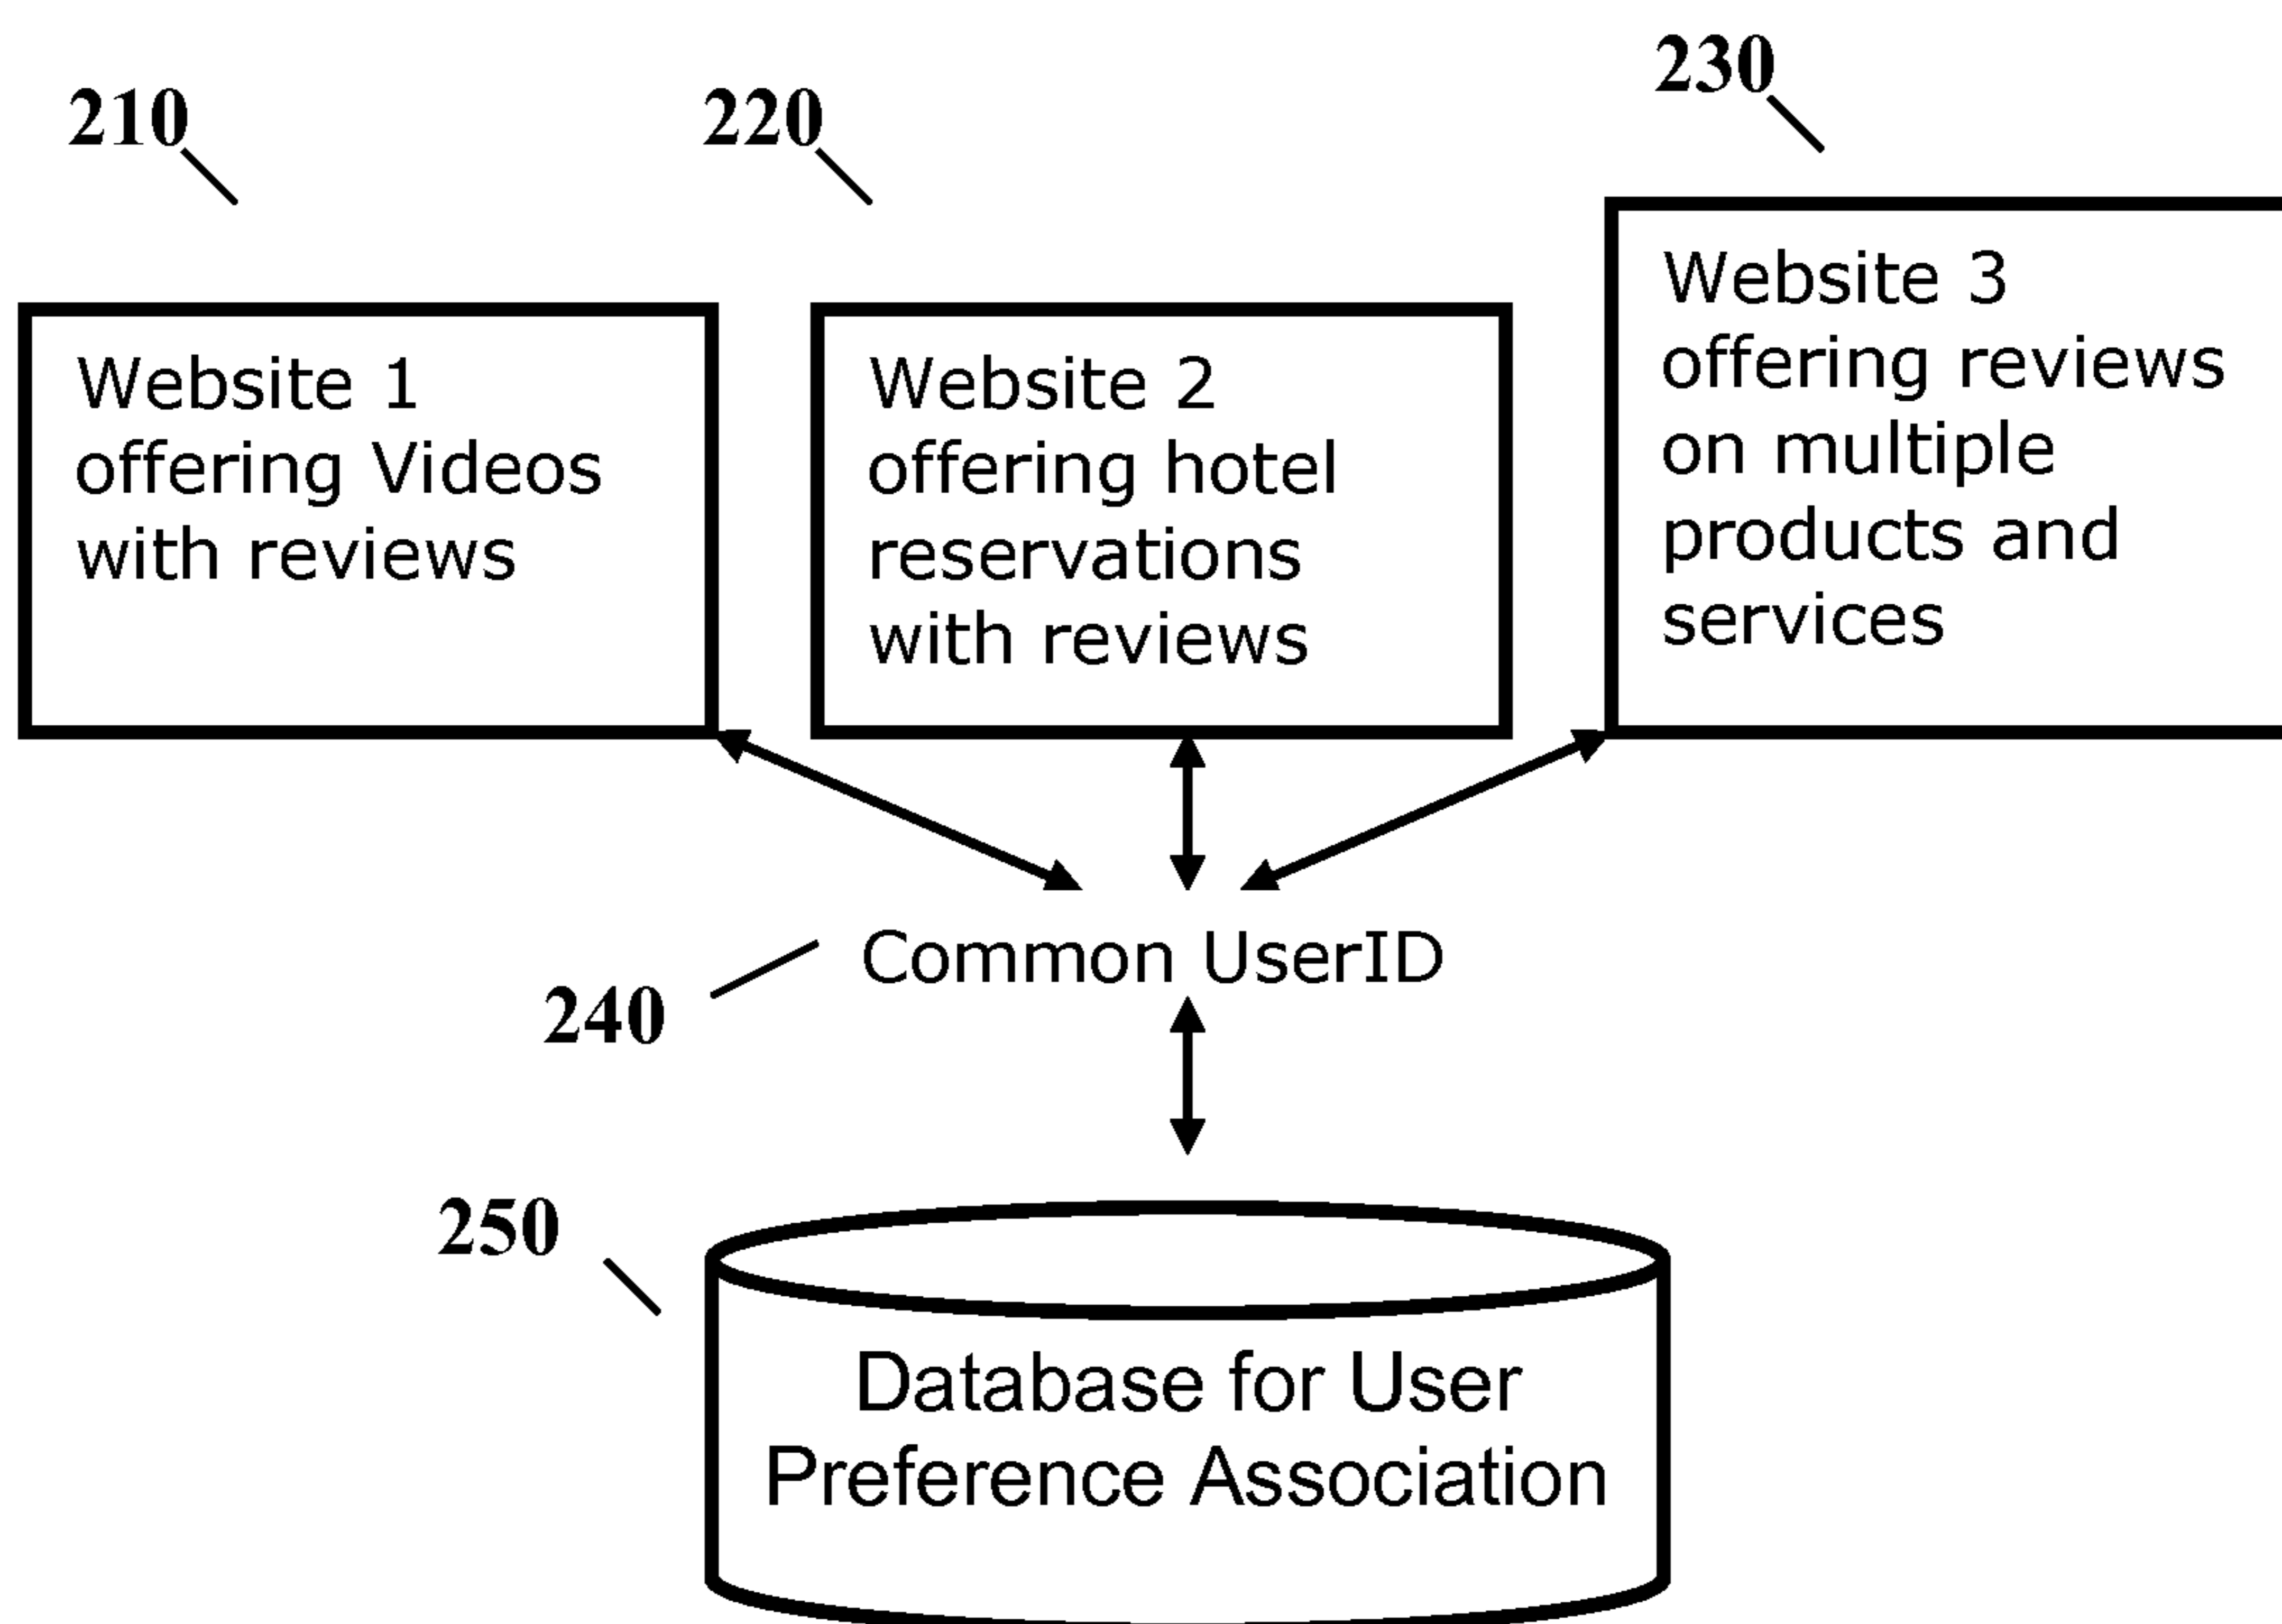 210
220
230
Website 1
offering Videos
with reviews
Website 2
offering hotel
reservations
with reviews
Website 3
offering reviews
on multiple
products and
services
Common UserID
240
250
Database for User
Preference Association